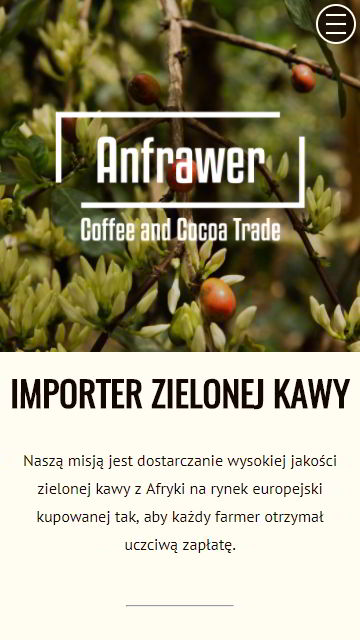 Anfrawer
Coffee and Cocoa Trade
IMPORTER ZIELONEJ KAWY
Naszą misją jest dostarczanie wysokiej jakości
zielonej kawy z Afryki na rynek europejski
kupowanej tak, aby każdy farmer otrzymał
uczciwą zapłatę.